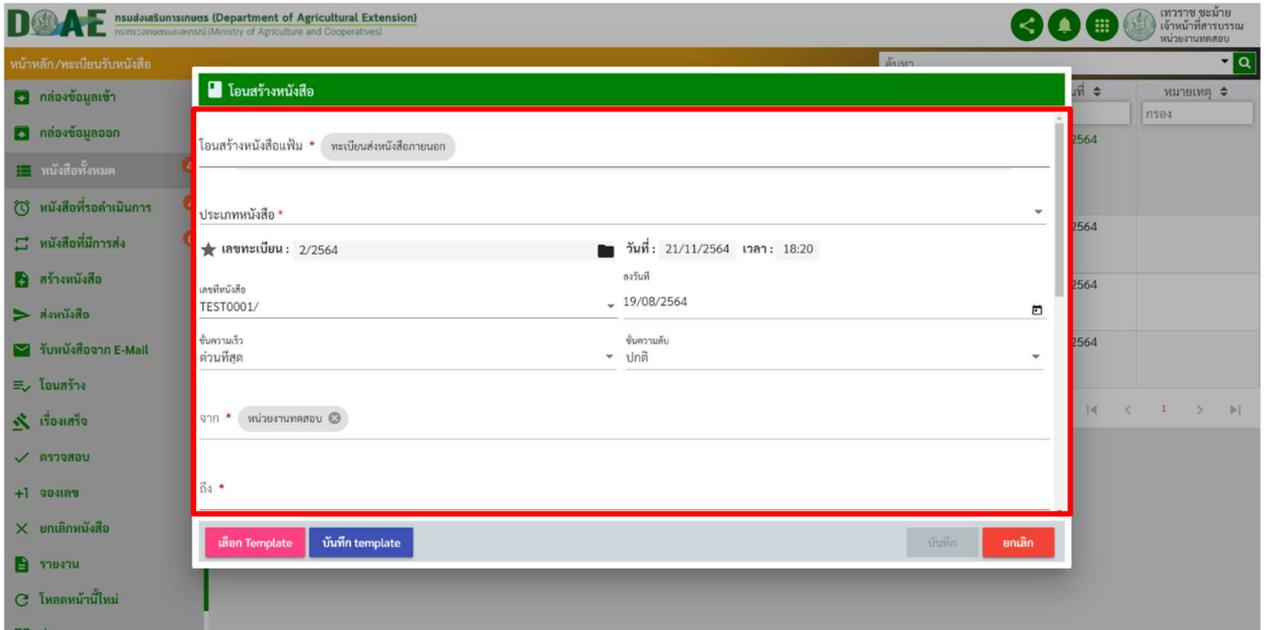 DOAE
กรมส่งเสริมการเกษตร (Department of Agricultural Extension)
กระทรวงเกษตรและสหกรณ์ (Ministry of Agriculture and Cooperatives)
เทวราช ชะม้าย
เจ้าหน้าที่สารบรรณ
หน่วยงานทดสอบ
หน้าหลัก/ทะเบียนรับหนังสือ
ค้นหา
กล่องข้อมูลเข้า
กล่องข้อมูลออก
หนังสือทั้งหมด
หนังสือที่รอดำเนินการ
หนังสือที่มีการส่ง
สร้างหนังสือ
ส่งหนังสือ
รับหนังสือจาก E-Mail
โอนสร้าง
เรื่องเสร็จ
ตรวจสอบ
+1 จองเลข
ยกเลิกหนังสือ
รายงาน
โหลดหน้านี้ใหม่
โอนสร้างหนังสือ
โอนสร้างหนังสือแฟ้ม * ทะเบียนส่งหนังสือภายนอก
ประเภทหนังสือ *
เลขทะเบียน : 2/2564 วันที่ : 21/11/2564 เวลา : 18:20
เลขที่หนังสือ
TEST0001/
ลงวันที่
19/08/2564
ชั้นความเร็ว
ด่วนที่สุด
ชั้นความลับ
ปกติ
จาก * หน่วยงานทดสอบ
ถึง *
เลือก Template บันทึก template บันทึก ยกเลิก
หมายเหตุ
กรอง
2564
2564
2564
2564
1